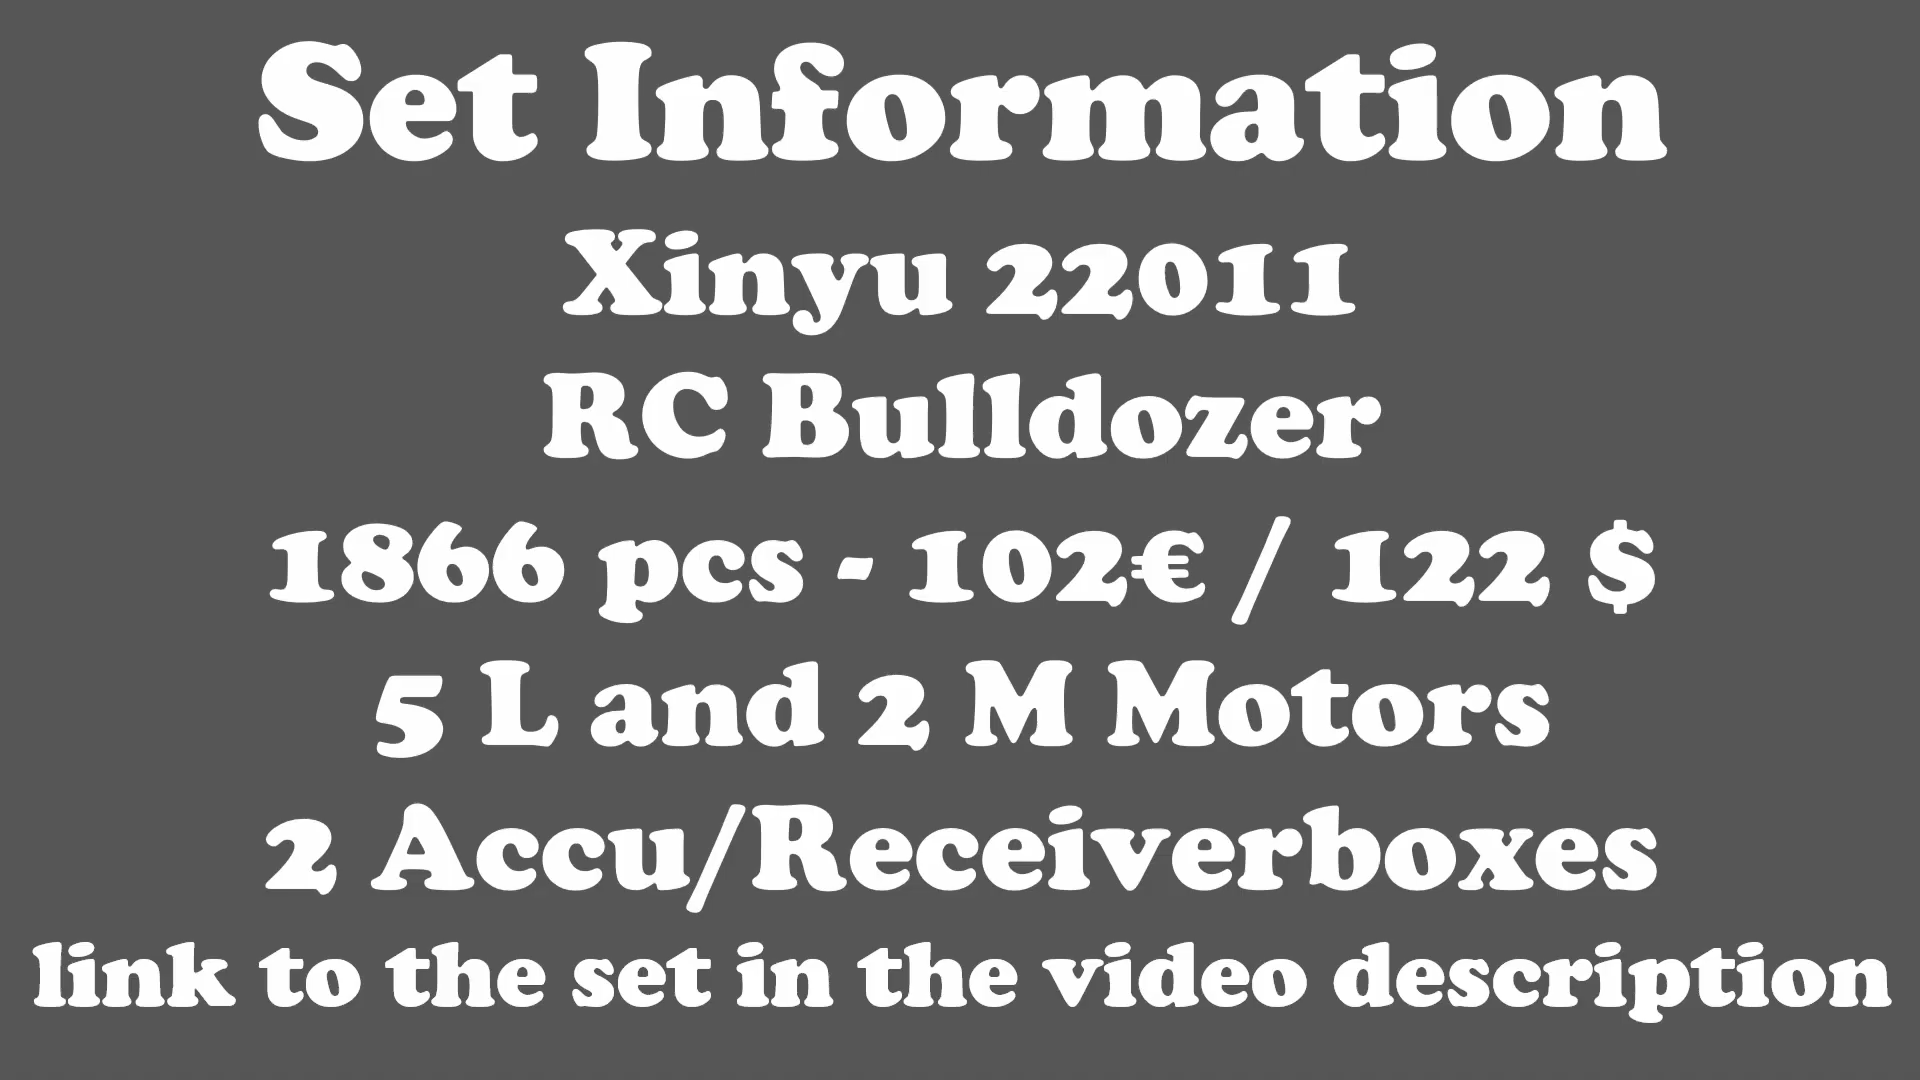 Set Information
Xinyu 22011
RC Bulldozer
1866 pcs - 102€ / 122 $
5 L and 2 M Motors
2 Accu/Receiverboxes
link to the set in the video description